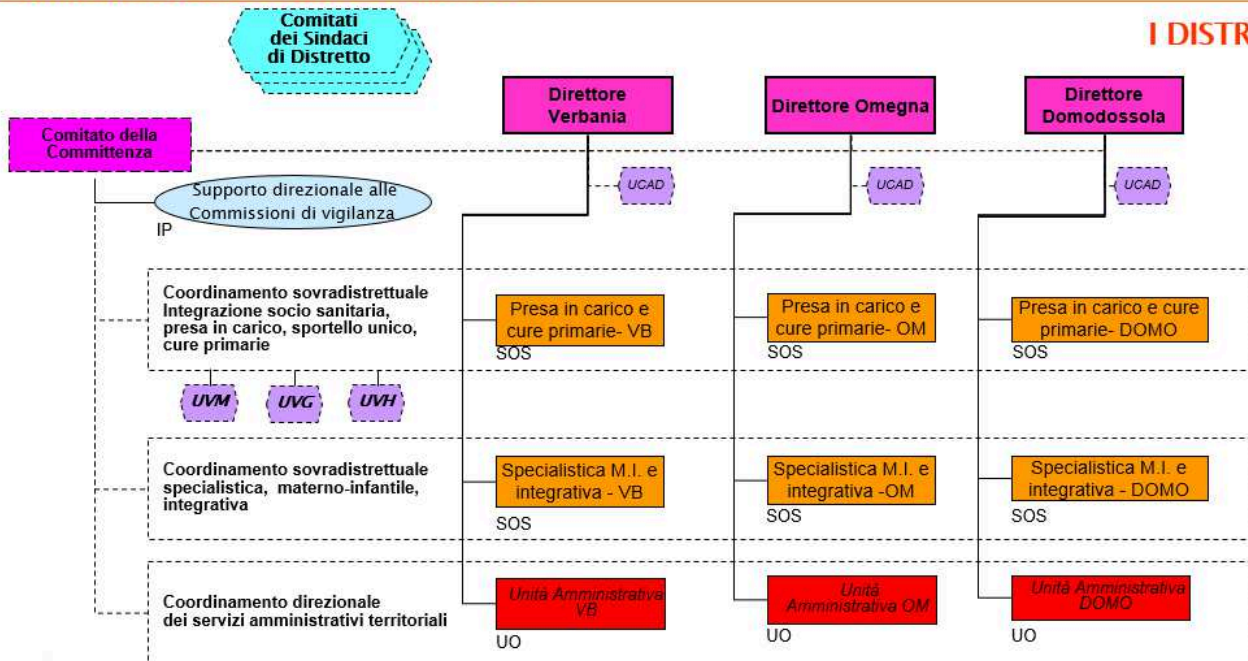 Comitati
dei Sindaci
di Distretto
I DISTR
Direttore
Verbania
Direttore Omegna
Direttore
Domodossola
Comitato della
Committenza
UCAD
UCAD
UCAD
Supporto direzionale alle
Commissioni di vigilanza
IP
Coordinamento sovradistrettuale
Integrazione socio sanitaria,
presa in carico, sportello unico,
cure primarie
Presa in carico e
cure primarie- VB
SOS
Presa in carico e
cure primarie- OM
SOS
Presa in carico e cure
primarie- DOMO
SOS
UVM
UVG
UVH
Coordinamento sovradistrettuale
specialistica, materno-infantile,
integrativa
Specialistica M.I. e
integrativa - VB
SOS
Specialistica M.I. e
integrativa -OM
SOS
Specialistica M.I. e
integrativa - DOMO
SOS
Coordinamento direzionale
dei servizi amministrativi territoriali
Unità Amministrativa
VB
UO
Unità
Amministrativa OM
UO
Unità Amministrativa
DOMO
UO